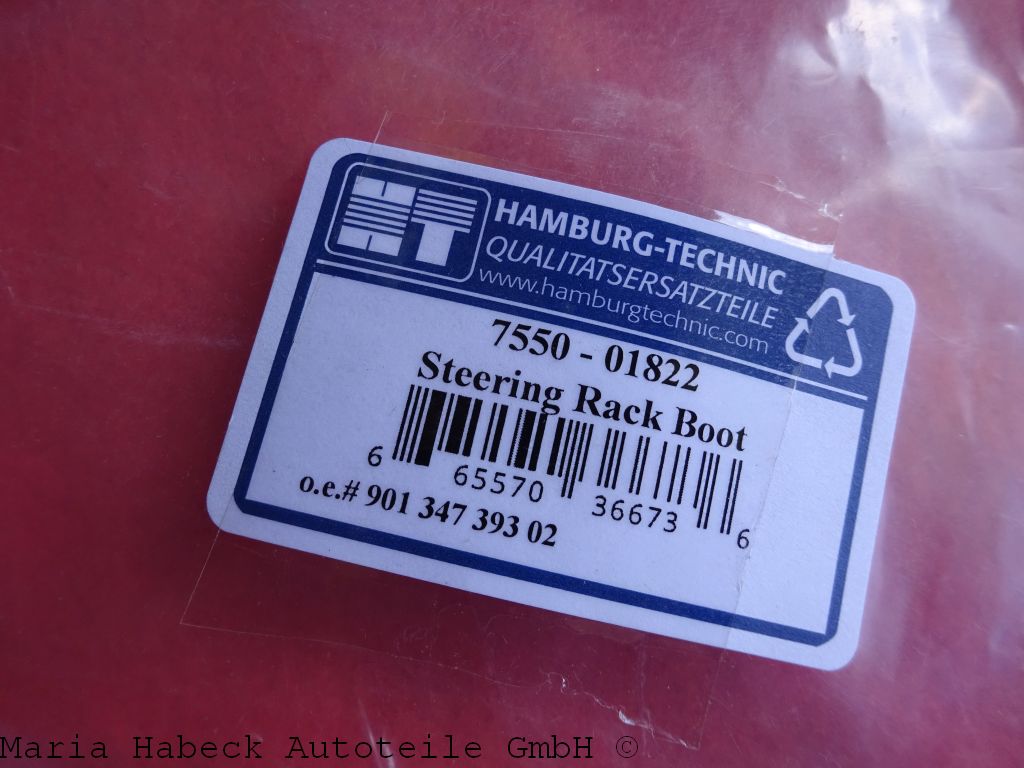 HT
HAMBURG-TECHNIC
QUALITATSERSATZTEILE
www.hamburgtechnic.com
7550 - 01822
Steering Rack Boot
6 65570 36673 6
o.e.# 901 347 393 02
Maria Habeck Autoteile GmbH ©